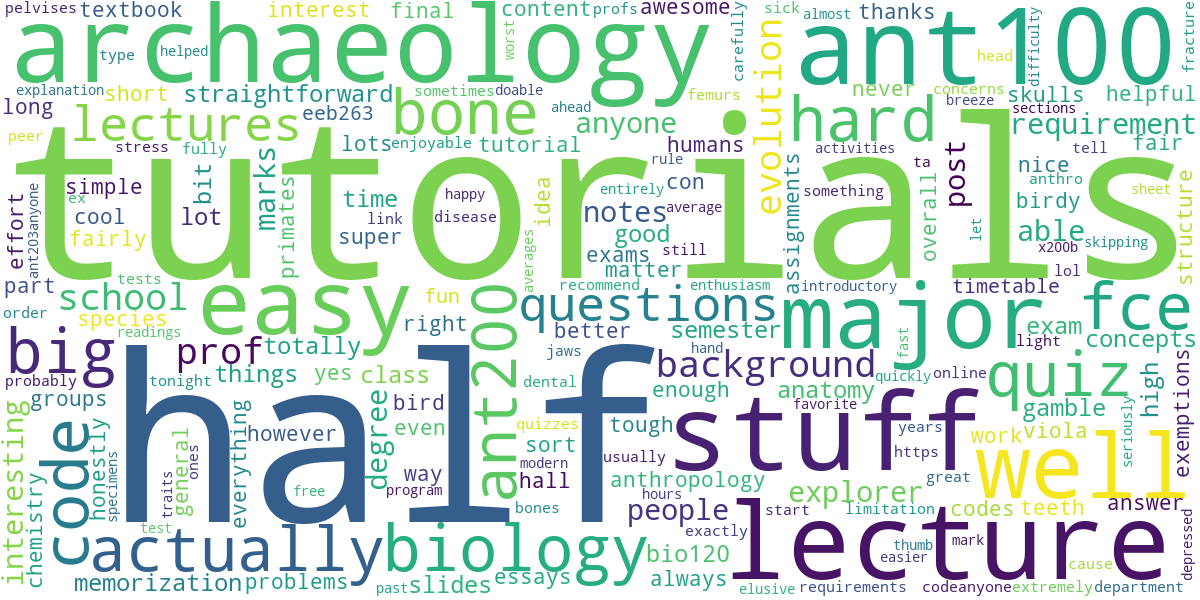 pelvises textbook interest final content profs awesome sick almost thanks difficulty fracture
archaeology ant100
type helped worst carefully head
explanation short straightforward sometimes doable femurs never concerns skulls helpful
long eeb263 bone ahead anyone evolution hard breeze sections requirement
peer lectures lots enjoyable tutorial humans fair
stress fully marks rule activities tell
tutorials
simple bit primates time idea entirely con assignments something ta post nice anthro sheet
effort ant203anyone ex cool lot link happy notes average overall let birdy structure
fairly super disease good still able x200b skipping
exams matter lol
part tests averages recommend enthusiasm introductory timetable
order school easy ant200 questions major fce
species fun semester exam
readings right better light concepts
big prof totally jaws hand background fast quiz
probably tonight things yes class dental enough anatomy quickly online exemptions
groups half bird quizzes tough favorite gamble high
interesting code honestly general everything however degree even sort stuff years work viola seriously
specimens traits ones way modern usually https well
chemistry free program hall anthropology great
hours explorer limitation codes teeth answer
test bones people start lecture
actually biology exactly bio120 mark thumb easier depressed
memorization problems past slides essays always elusive requirements cause codeanyone extremely department